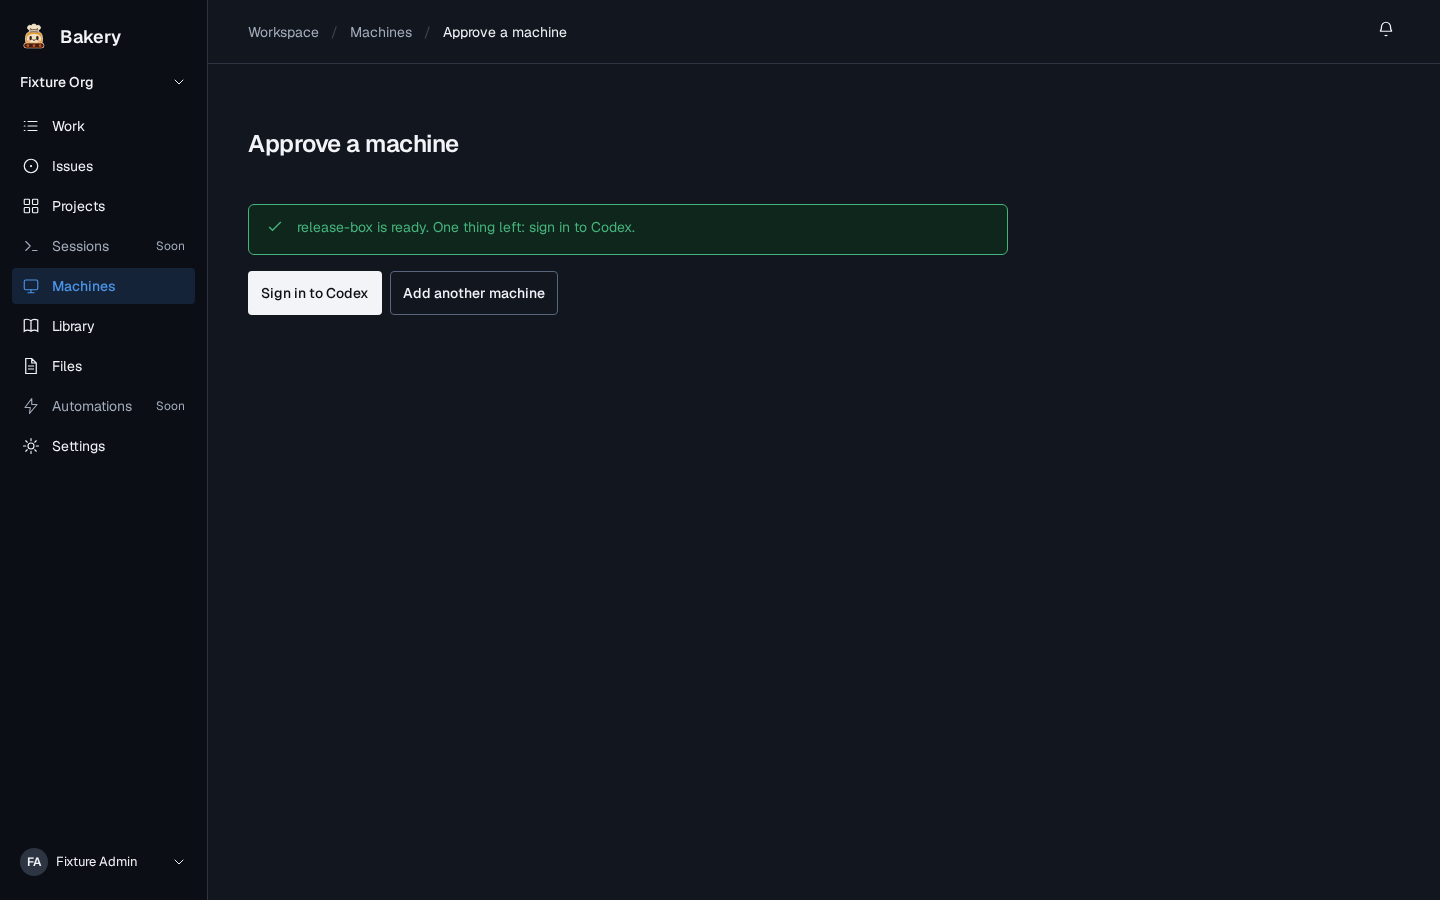 Bakery
Workspace / Machines / Approve a machine
Fixture Org
Work
Issues
Projects
Sessions Soon
Machines
Library
Files
Automations Soon
Settings
Approve a machine
release-box is ready. One thing left: sign in to Codex.
Sign in to Codex
Add another machine
FA Fixture Admin